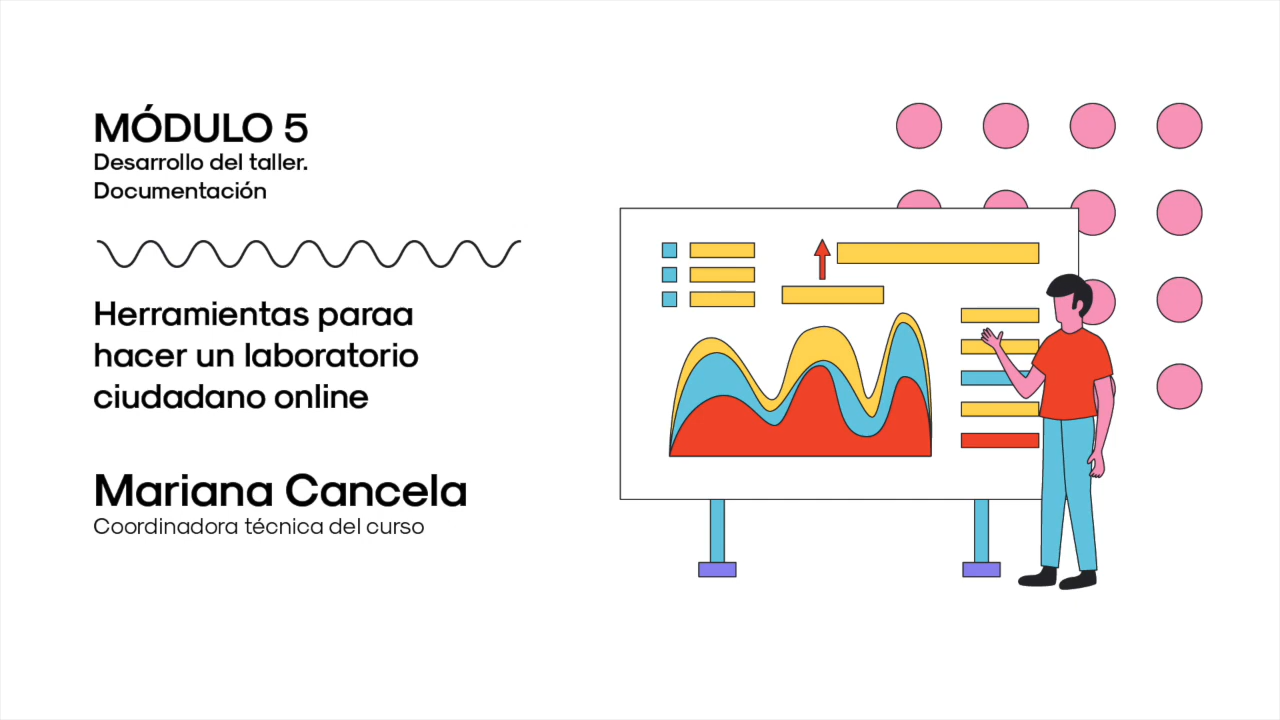 MÓDULO 5
Desarrollo del taller.
Documentación
Herramientas paraa
hacer un laboratorio
ciudadano online
Mariana Cancela
Coordinadora técnica del curso